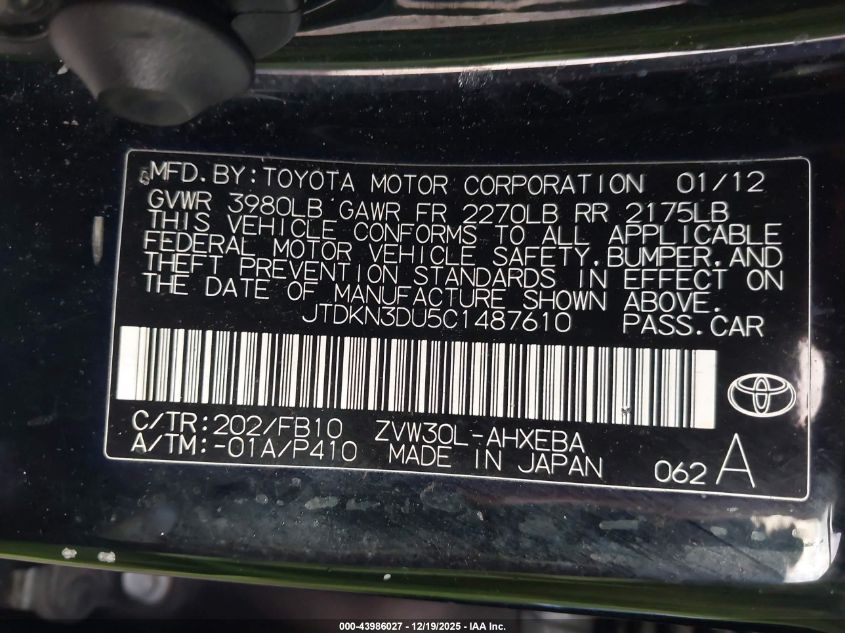 MFD.BY:TOYOTA MOTOR CORPORATION 01/12
GVWR 3980LB GAWR FR 2270LB RR 2175LB
THIS VEHICLE CONFORMS TO ALL APPLICABLE
FEDERAL MOTOR VEHICLE SAFETY,BUMPER,AND
THEFT PREVENTION STANDARDS IN EFFECT ON
THE DATE OF MANUFACTURE SHOWN ABOVE.
JTDKN3DU5C1487610 PASS.CAR
C/TR:202/FB10 ZVW30L-AHXEBA
A/TM:-01A/P410 MADE IN JAPAN 062 A
000-43986027 - 12/19/2025 - IAA Inc.